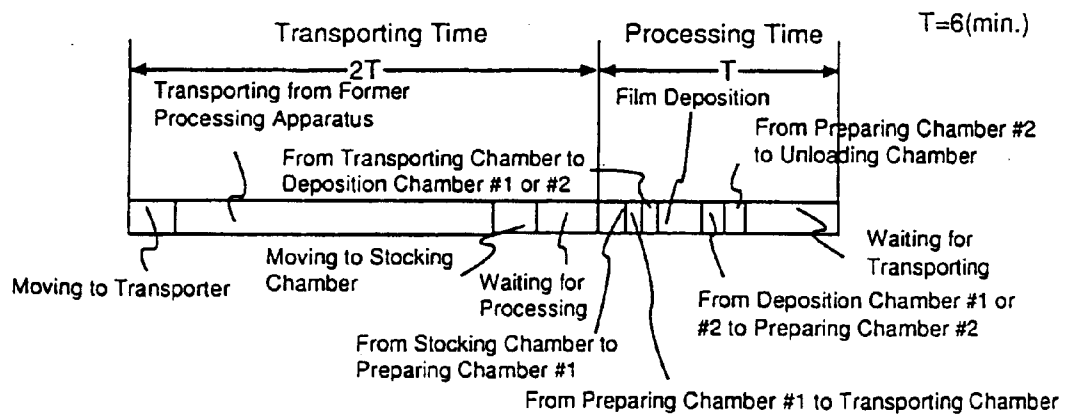 T=6(min.)
Transporting Time
Processing Time
2T
T
Transporting from Former
Processing Apparatus
Film Deposition
From Preparing Chamber #2
to Unloading Chamber
From Transporting Chamber to
Deposition Chamber #1 or #2
Moving to Transporter
Moving to Stocking
Chamber
Waiting for
Processing
Waiting for
Transporting
From Deposition Chamber #1 or
#2 to Preparing Chamber #2
From Stocking Chamber to
Preparing Chamber #1
From Preparing Chamber #1 to Transporting Chamber